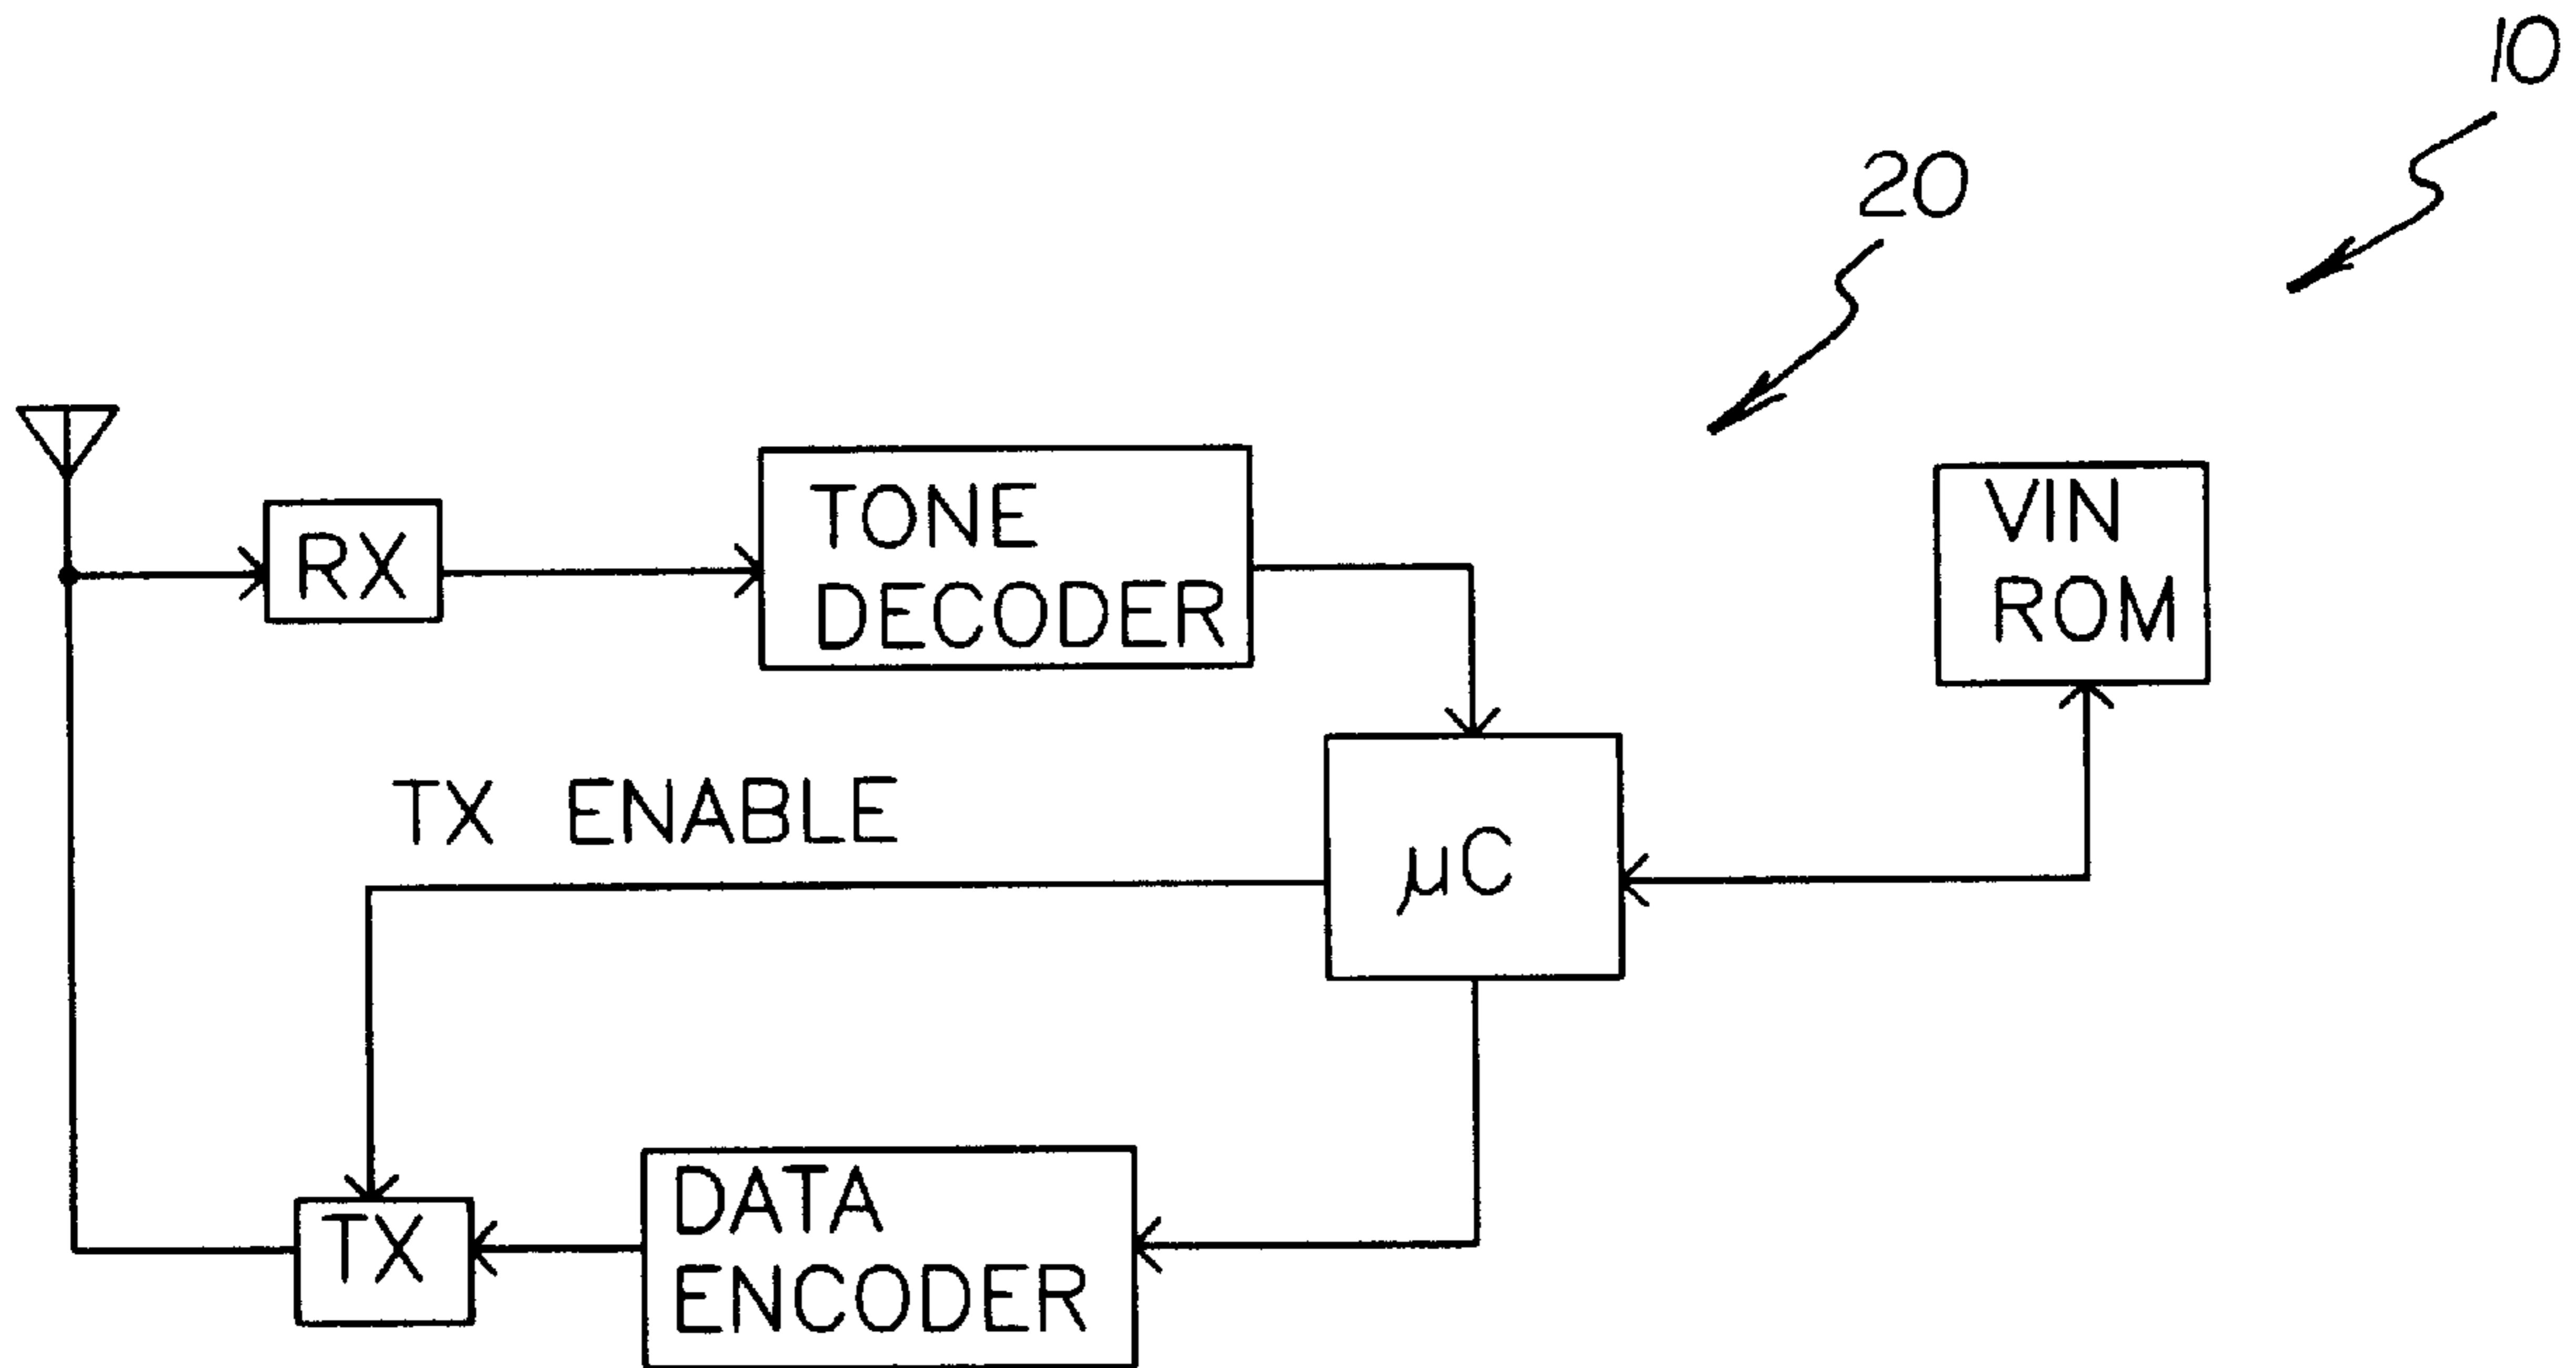 10
20
TONE
DECODER
VIN
ROM
RX
TX ENABLE
µC
DATA
ENCODER
TX